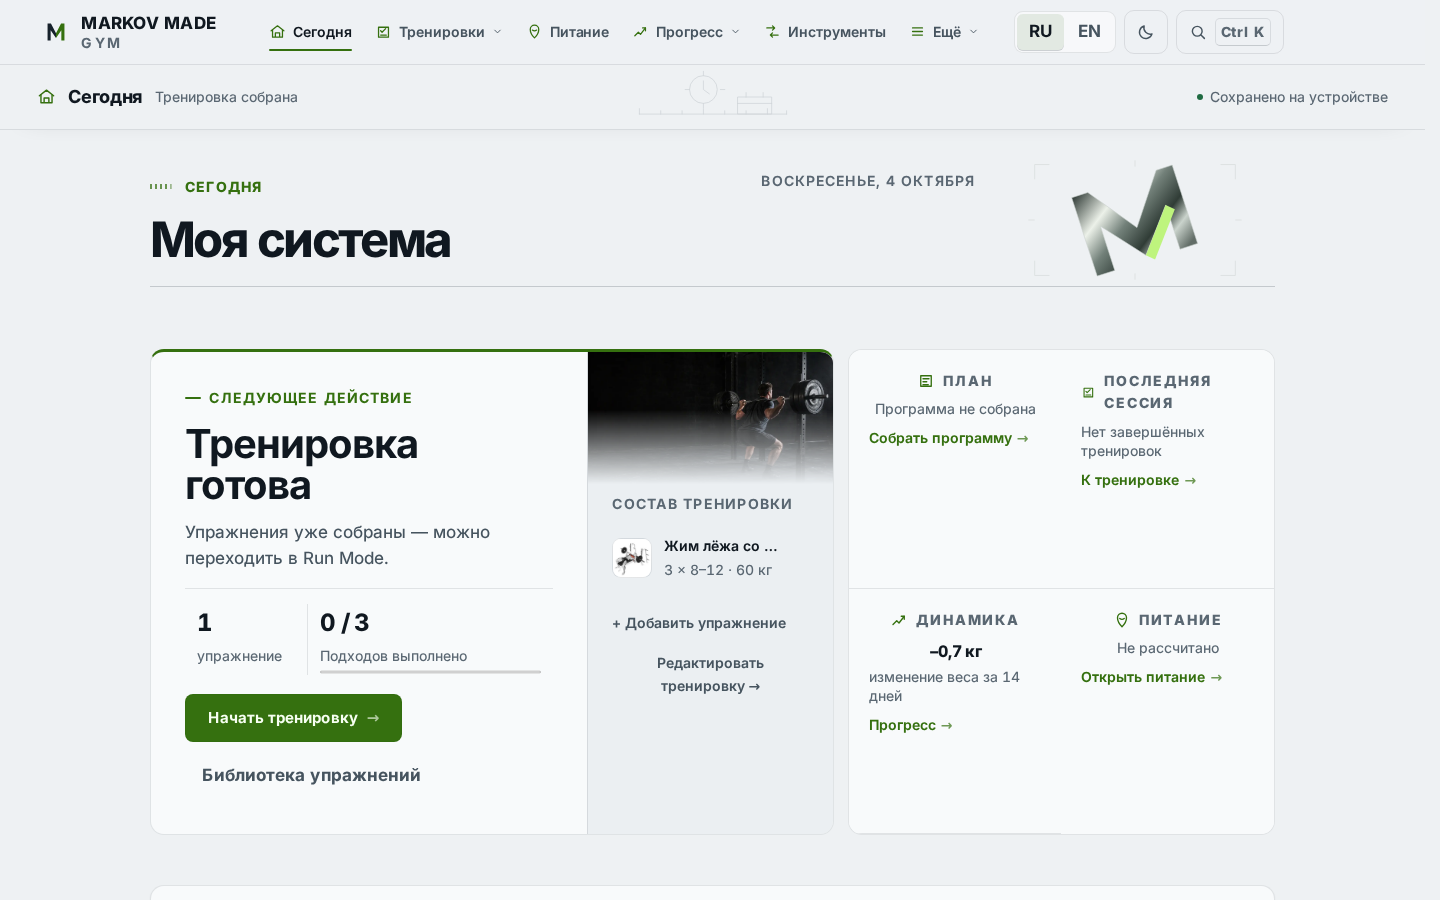 MARKOV MADE
GYM
Сегодня
Тренировки
Питание
Прогресс
Инструменты
Ещё
RU
EN
Ctrl K
Сегодня
Тренировка собрана
Сохранено на устройстве
СЕГОДНЯ
ВОСКРЕСЕНЬЕ, 4 ОКТЯБРЯ
Моя система
СЛЕДУЮЩЕЕ ДЕЙСТВИЕ
Тренировка
готова
Упражнения уже собраны — можно
переходить в Run Mode.
1
упражнение
0 / 3
Подходов выполнено
Начать тренировку →
Библиотека упражнений
СОСТАВ ТРЕНИРОВКИ
Жим лёжа со ...
3 × 8–12 · 60 кг
+ Добавить упражнение
Редактировать
тренировку →
ПЛАН
Программа не собрана
Собрать программу →
ПОСЛЕДНЯЯ
СЕССИЯ
Нет завершённых
тренировок
К тренировке →
ДИНАМИКА
–0,7 кг
изменение веса за 14
дней
Прогресс →
ПИТАНИЕ
Не рассчитано
Открыть питание →